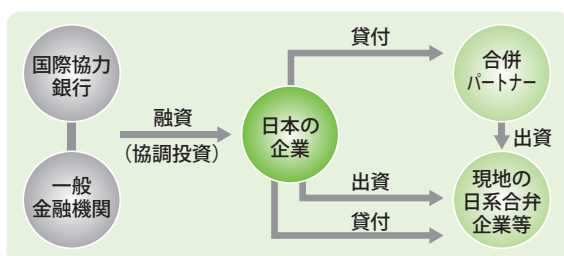 国際協力
銀行
一般
金融機関
融資
(協調投資)
日本の
企業
貸付
合併
パートナー
出資
出資
貸付
現地の
日系合弁
企業等